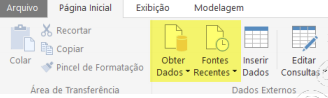 Arquivo Página Inicial Exibição Modelagem
Recortar
Copiar
Colar Pincel de Formatação
Obter Dados Fontes Recentes Inserir Dados Editar Consultas
Área de Transferência Dados Externos